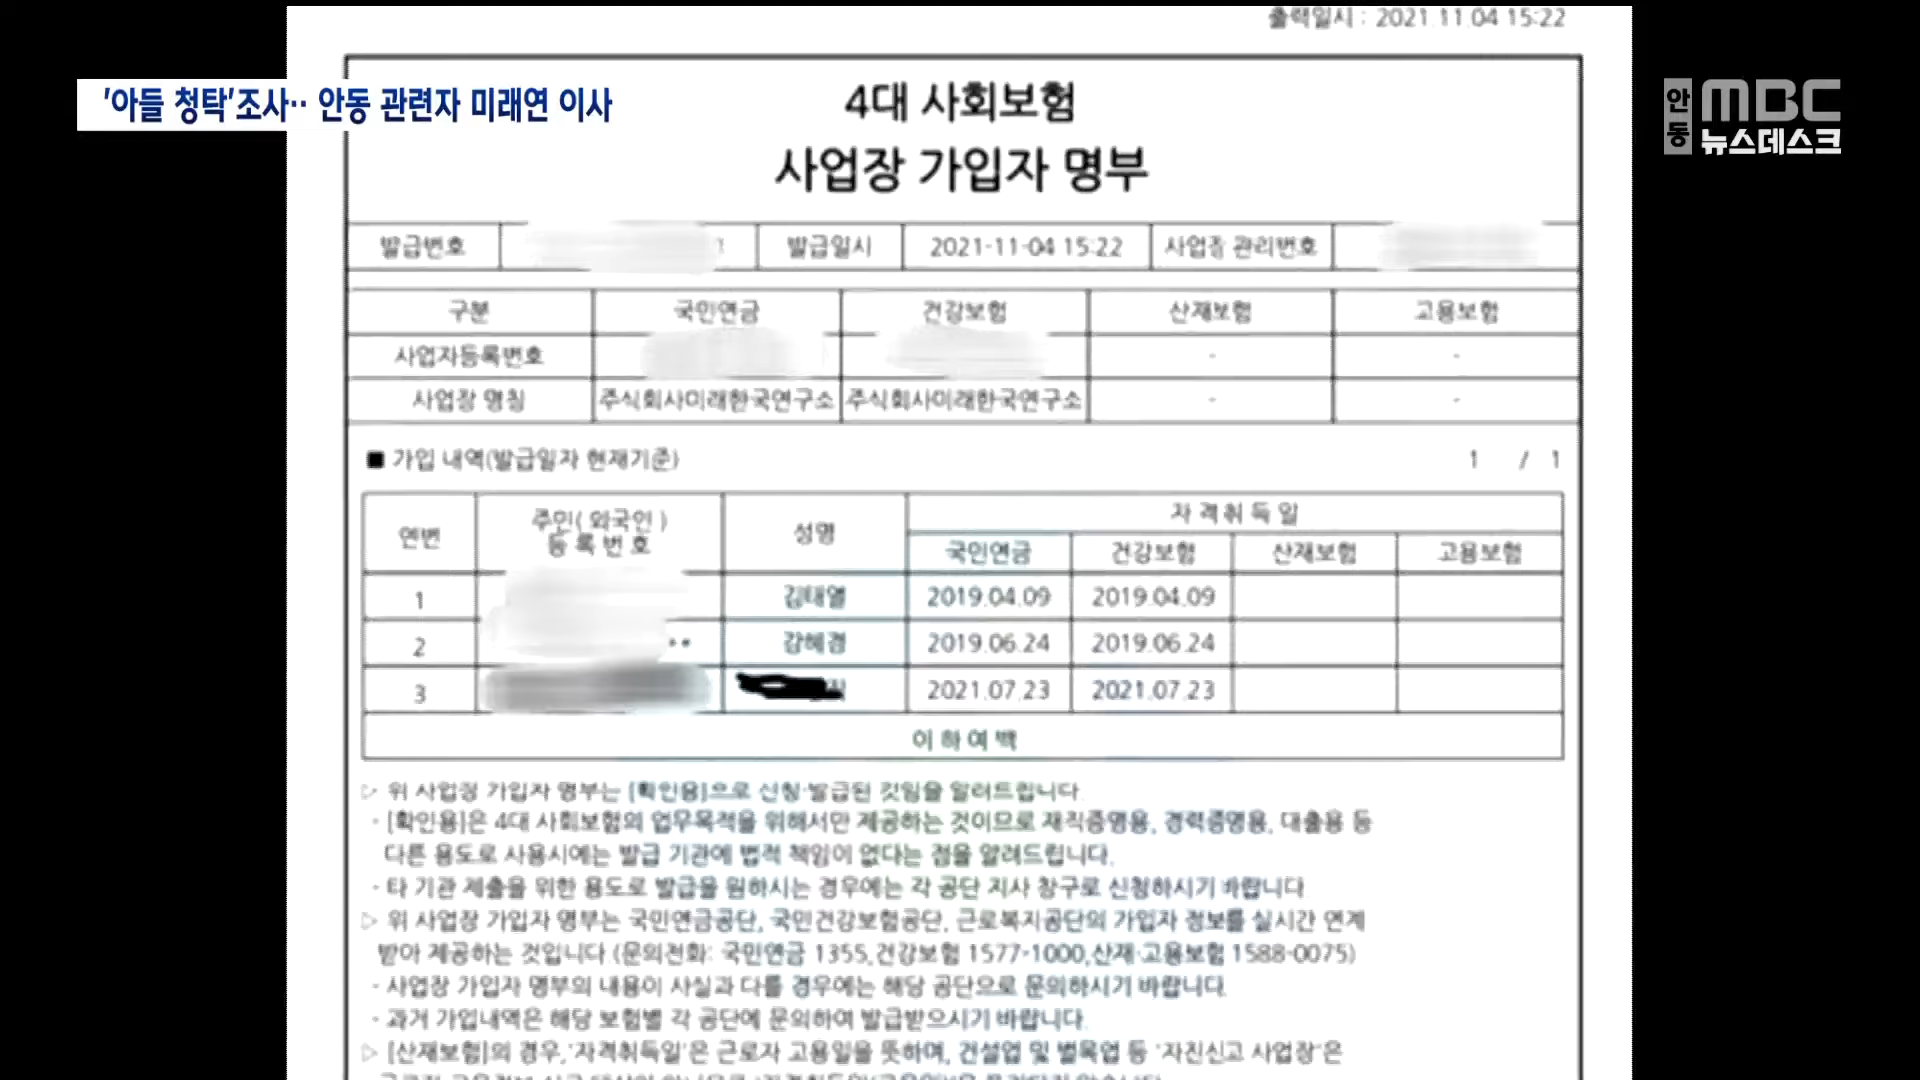 출력일시 : 2021.11.04 15:22
'아들 청탁'조사·· 안동 관련자 미래연 이사
안동 MBC
뉴스데스크
4대 사회보험
사업장 가입자 명부
발급번호 발급일시 2021-11-04 15:22 사업장 관리번호
구분 국민연금 건강보험 산재보험 고용보험
사업자등록번호 - -
사업장 명칭 주식회사미래한국연구소 주식회사미래한국연구소 - -
■ 가입 내역(발급일자 현재기준) 1 / 1
연번 주민( 외국인 ) 등 록 번 호 성명 자 격 취 득 일
국민연금 건강보험 산재보험 고용보험
1 김태열 2019.04.09 2019.04.09
2 ** 강혜경 2019.06.24 2019.06.24
3 2021.07.23 2021.07.23
이 하 여 백
▷ 위 사업장 가입자 명부는 [확인용]으로 신청·발급된 것임을 알려드립니다.
- [확인용]은 4대 사회보험의 업무목적을 위해서만 제공하는 것이므로 재직증명용, 경력증명용, 대출용 등
다른 용도로 사용시에는 발급 기관에 법적 책임이 없다는 점을 알려드립니다.
- 타 기관 제출을 위한 용도로 발급을 원하시는 경우에는 각 공단 지사 창구로 신청하시기 바랍니다
▷ 위 사업장 가입자 명부는 국민연금공단, 국민건강보험공단, 근로복지공단의 가입자 정보를 실시간 연계
받아 제공하는 것입니다 (문의전화: 국민연금 1355,건강보험 1577-1000,산재·고용보험 1588-0075)
- 사업장 가입자 명부의 내용이 사실과 다를 경우에는 해당 공단으로 문의하시기 바랍니다.
- 과거 가입내역은 해당 보험별 각 공단에 문의하여 발급받으시기 바랍니다.
▷ [산재보험]의 경우,'자격취득일'은 근로자 고용일을 뜻하며, 건설업 및 벌목업 등 '자진신고 사업장'은